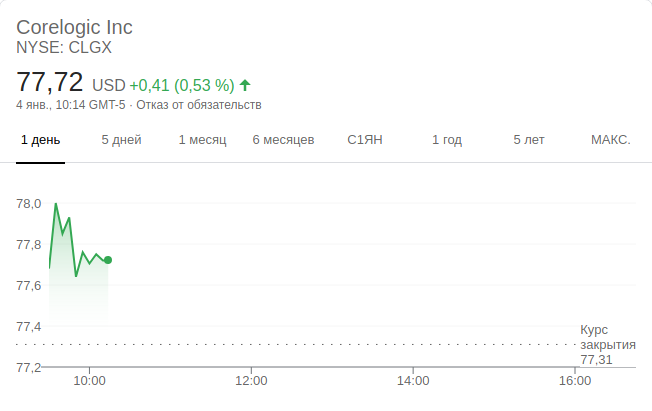 Corelogic Inc
NYSE: CLGX
77,72 USD +0,41 (0,53 %)
4 янв., 10:14 GMT-5 · Отказ от обязательств
1 день 5 дней 1 месяц 6 месяцев С1ЯН 1 год 5 лет МАКС.
78,0
77,8
77,6
77,4
Курс
закрытия
77,31
77,2
10:00 12:00 14:00 16:00